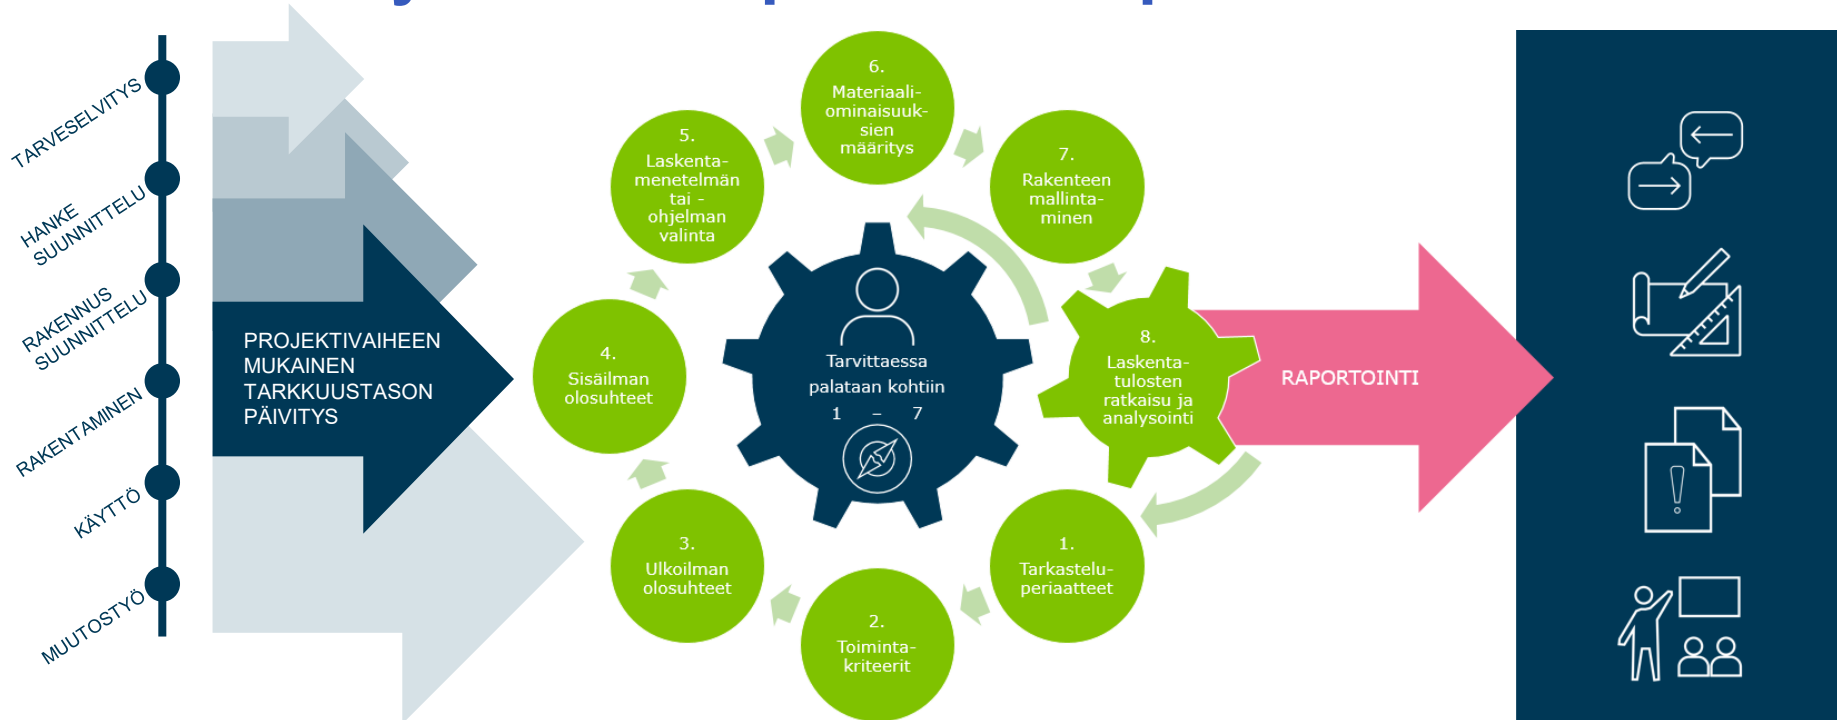 TARVESELVITYS
HANKE
SUUNNITTELU
RAKENNUS
SUUNNITTELU
RAKENTAMINEN
KÄYTTÖ
MUUTOSTYÖ
PROJEKTIVAIHEEN
MUKAINEN
TARKKUUSTASON
PÄIVITYS
1.
Tarkastelu-
periaatteet
2.
Toiminta-
kriteerit
3.
Ulkoilman
olosuhteet
4.
Sisäilman
olosuhteet
5.
Laskenta-
menetelmän
tai -
ohjelman
valinta
6.
Materiaali-
ominaisuuk-
sien
määritys
7.
Rakenteen
mallinta-
minen
8.
Laskenta-
tulosten
ratkaisu ja
analysointi
Tarvittaessa
palataan kohtiin
1 – 7
RAPORTOINTI